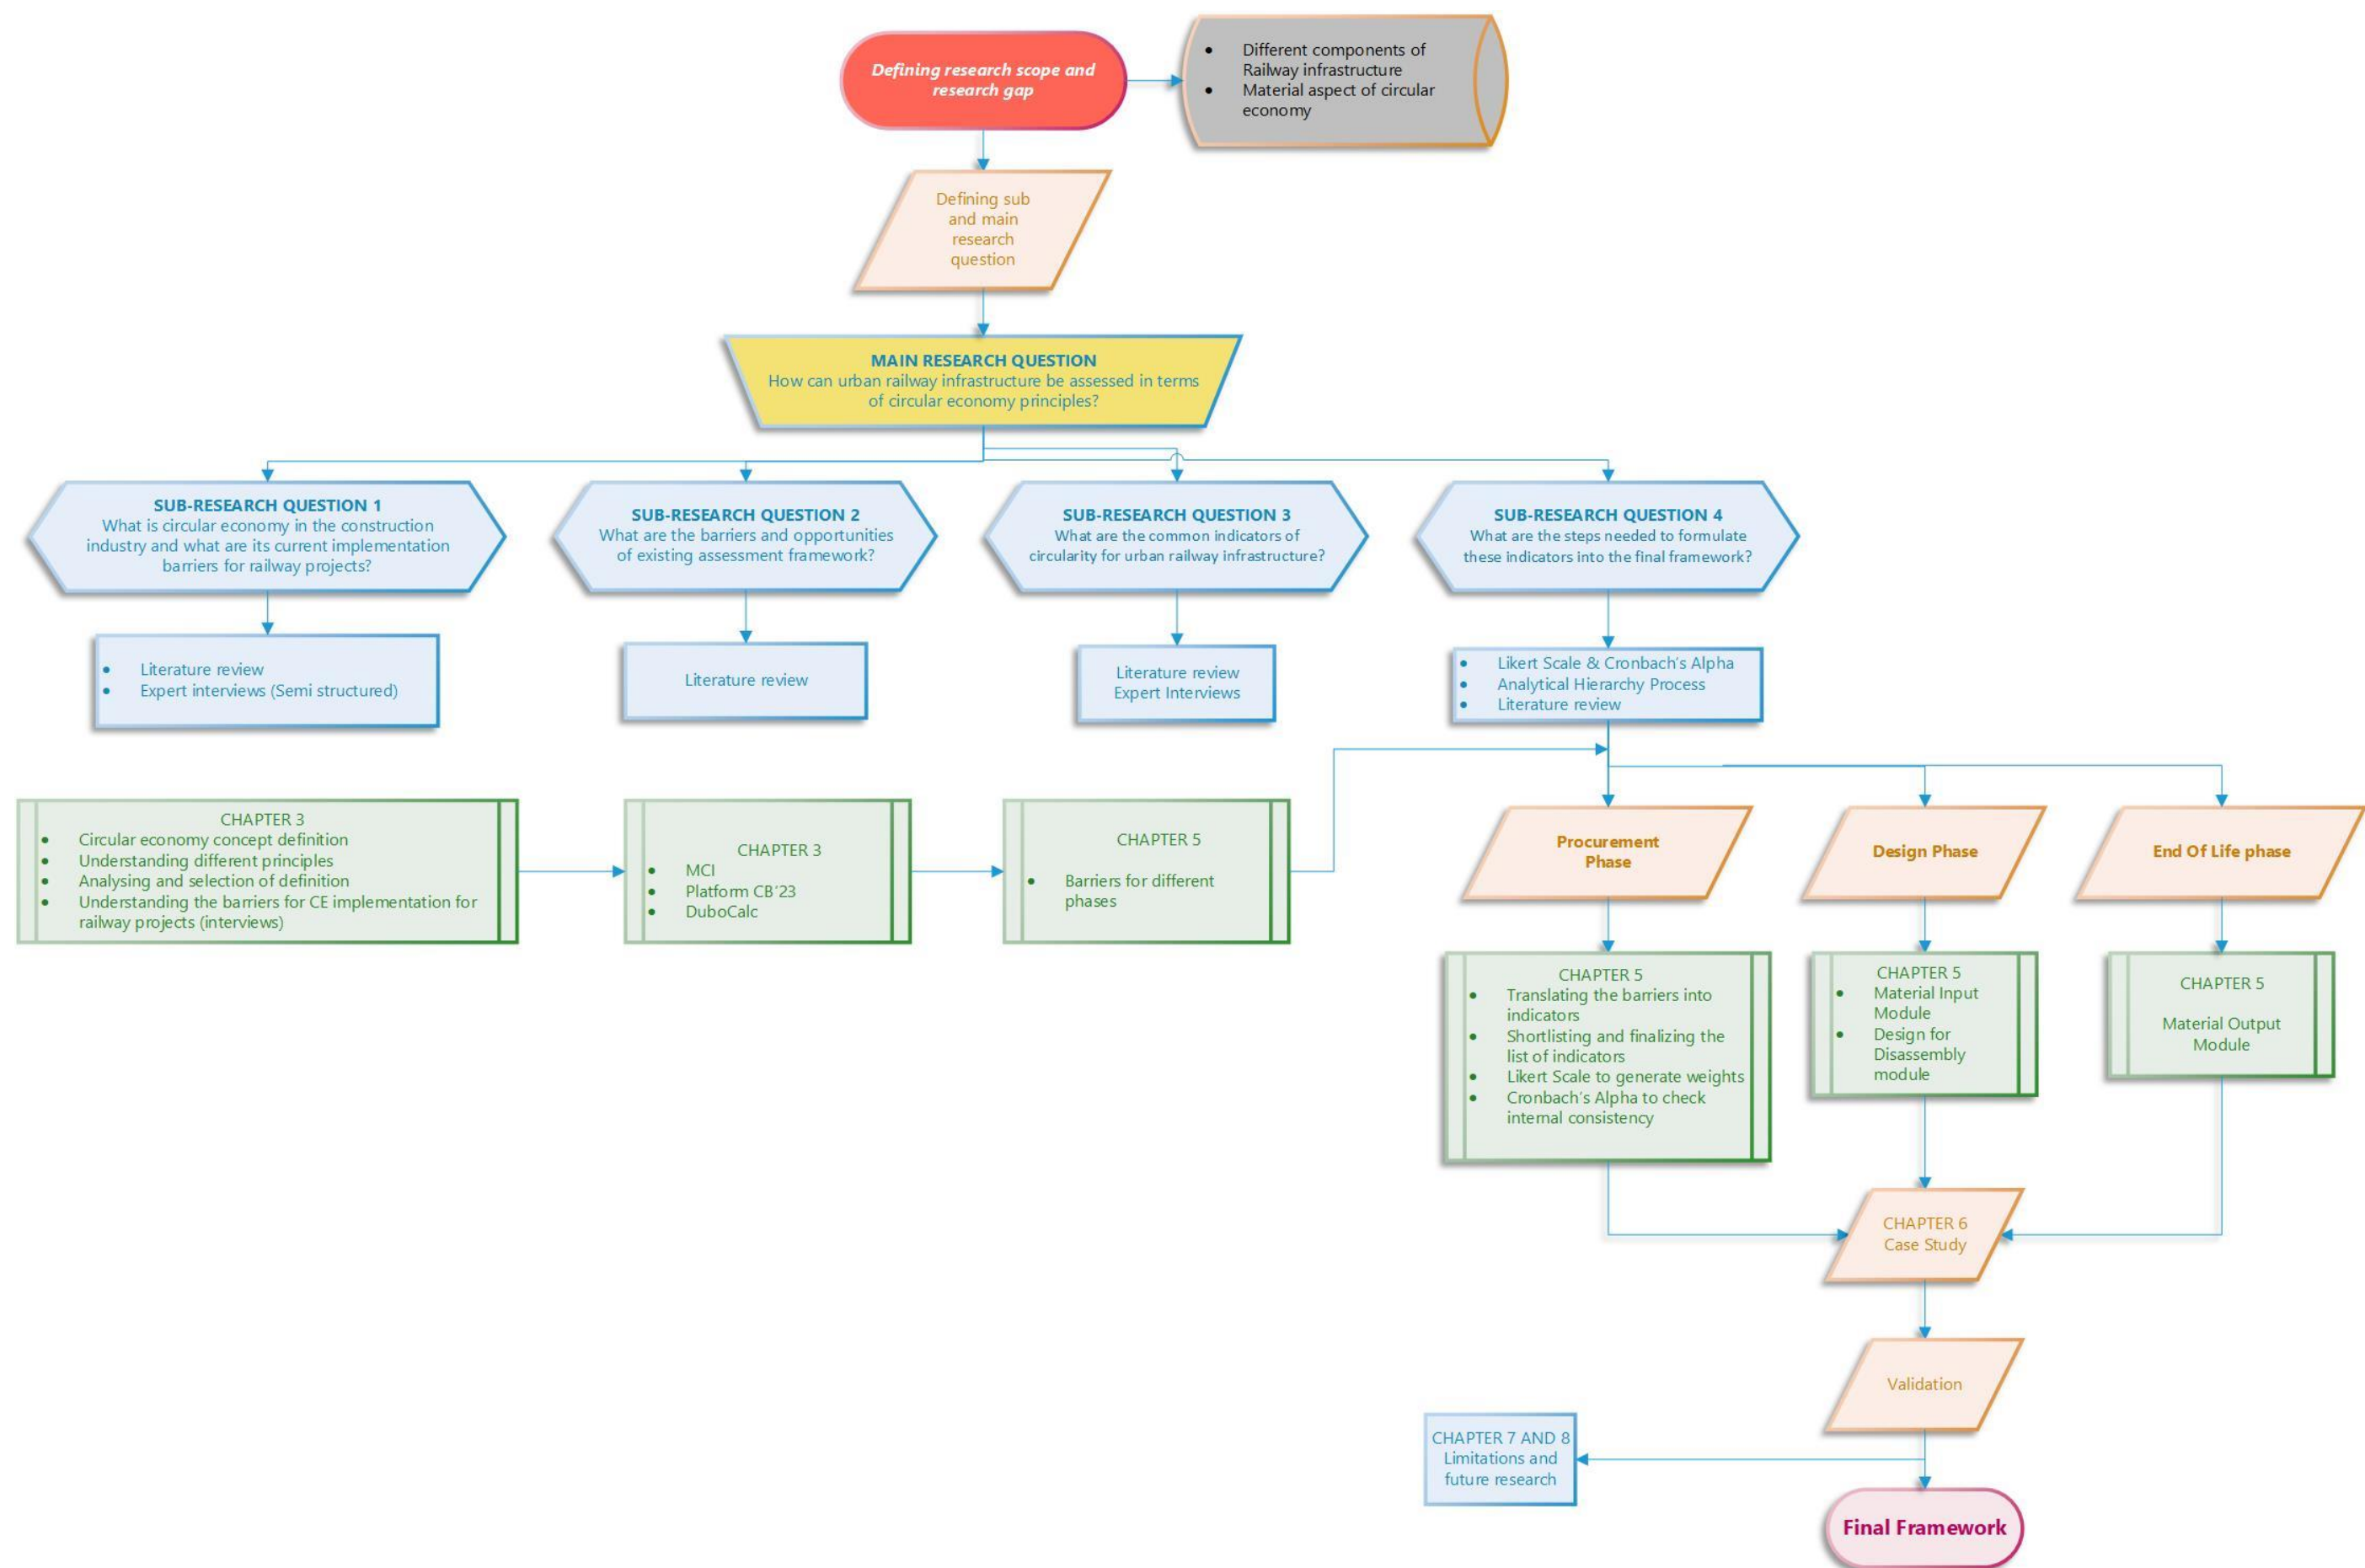 Defining research scope and
research gap
• Different components of
Railway infrastructure
• Material aspect of circular
economy
Defining sub
and main
research
question
MAIN RESEARCH QUESTION
How can urban railway infrastructure be assessed in terms
of circular economy principles?
SUB-RESEARCH QUESTION 1
What is circular economy in the construction
industry and what are its current implementation
barriers for railway projects?
SUB-RESEARCH QUESTION 2
What are the barriers and opportunities
of existing assessment framework?
SUB-RESEARCH QUESTION 3
What are the common indicators of
circularity for urban railway infrastructure?
SUB-RESEARCH QUESTION 4
What are the steps needed to formulate
these indicators into the final framework?
• Literature review
• Expert interviews (Semi structured)
Literature review
Literature review
Expert Interviews
• Likert Scale & Cronbach's Alpha
• Analytical Hierarchy Process
• Literature review
CHAPTER 3
• Circular economy concept definition
• Understanding different principles
• Analysing and selection of definition
• Understanding the barriers for CE implementation for
railway projects (interviews)
CHAPTER 3
• MCI
• Platform CB'23
• DuboCalc
CHAPTER 5
• Barriers for different
phases
Procurement
Phase
Design Phase
End Of Life phase
CHAPTER 5
• Translating the barriers into
indicators
• Shortlisting and finalizing the
list of indicators
• Likert Scale to generate weights
• Cronbach's Alpha to check
internal consistency
CHAPTER 5
• Material Input
Module
• Design for
Disassembly
module
CHAPTER 5
Material Output
Module
CHAPTER 6
Case Study
Validation
CHAPTER 7 AND 8
Limitations and
future research
Final Framework